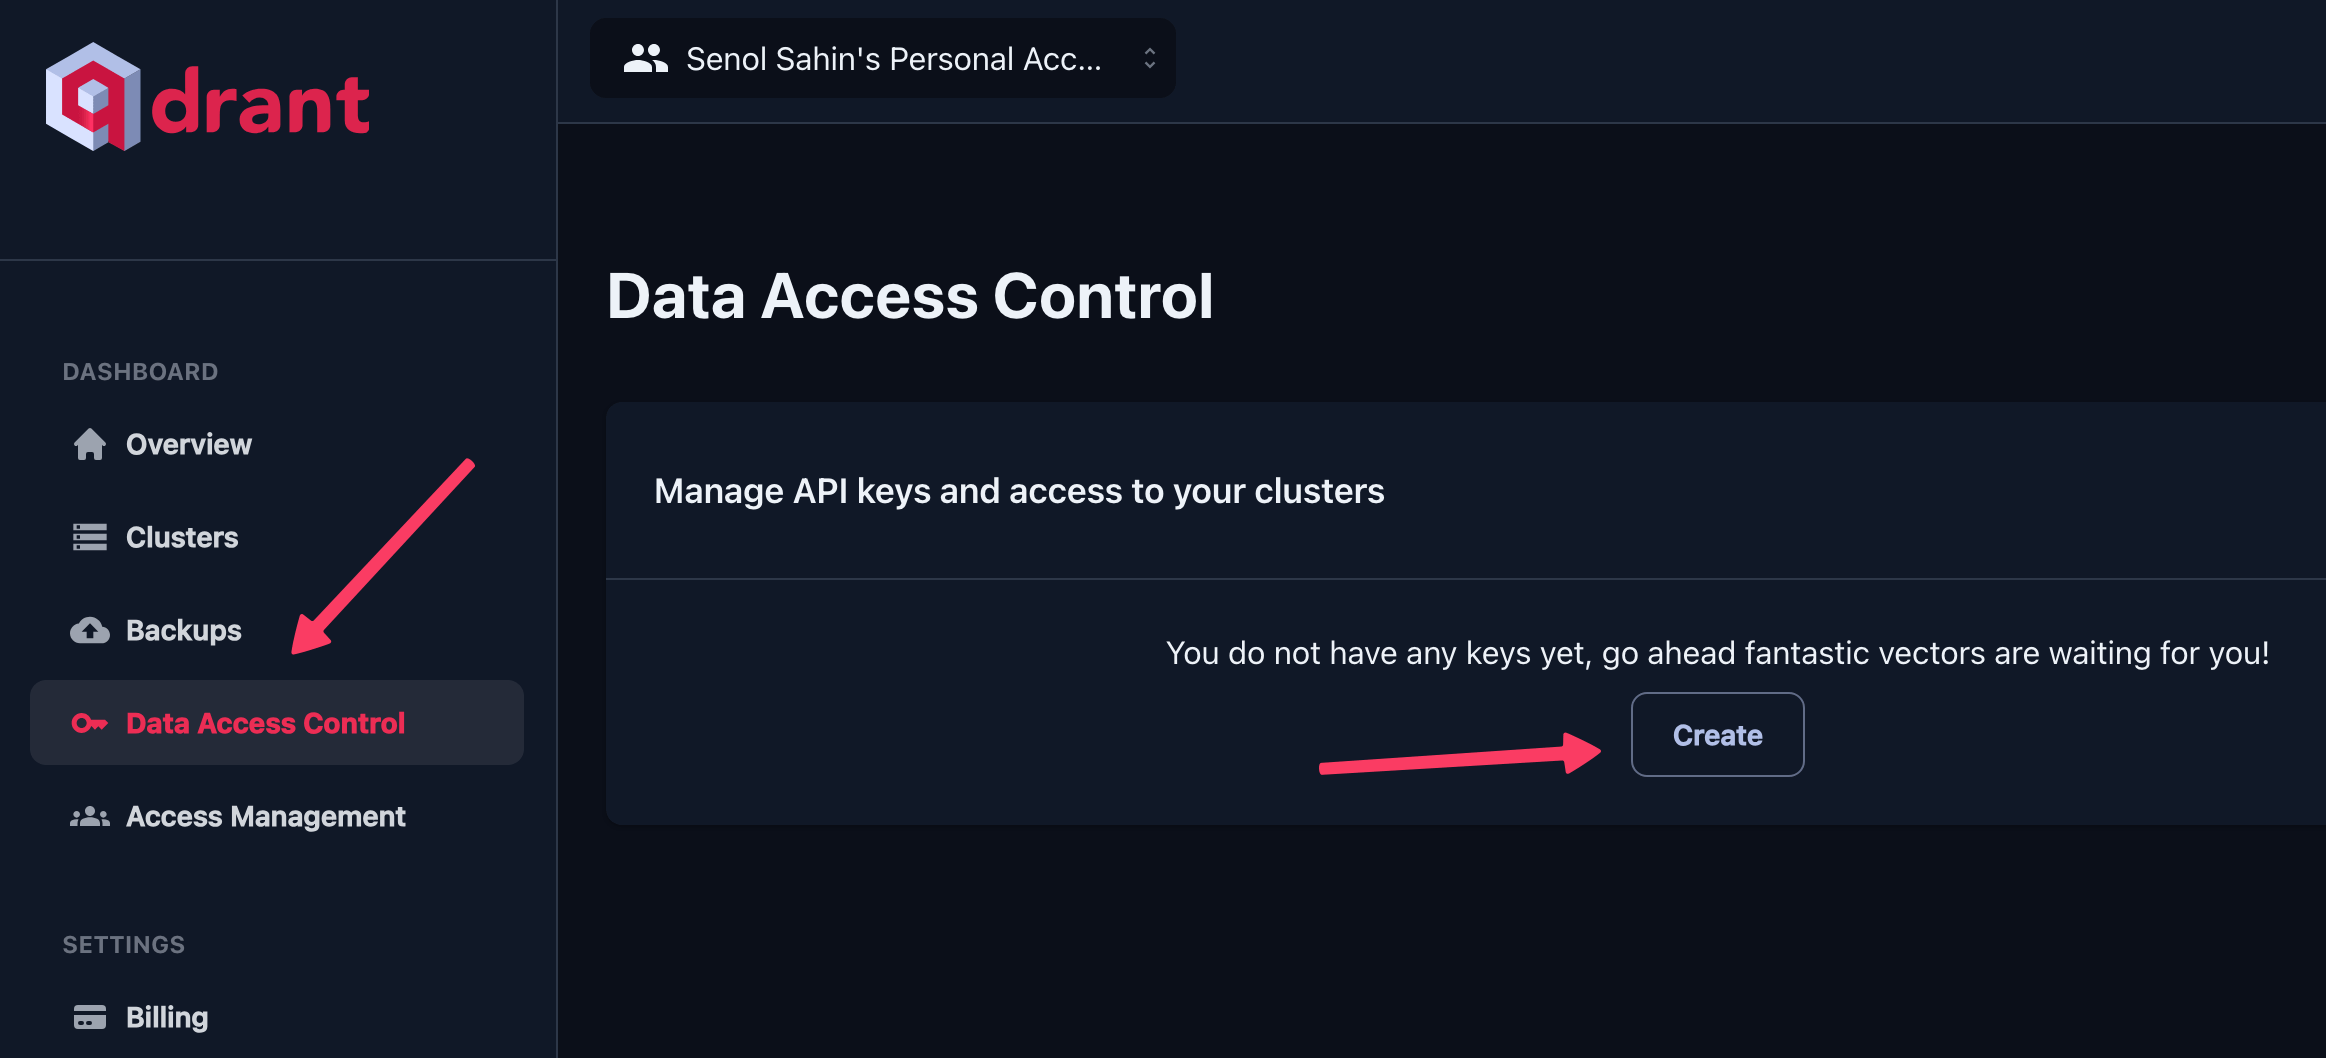 qdrant
Senol Sahin's Personal Acc...
DASHBOARD
Overview
Clusters
Backups
Data Access Control
Access Management
SETTINGS
Billing
Data Access Control
Manage API keys and access to your clusters
You do not have any keys yet, go ahead fantastic vectors are waiting for you!
Create